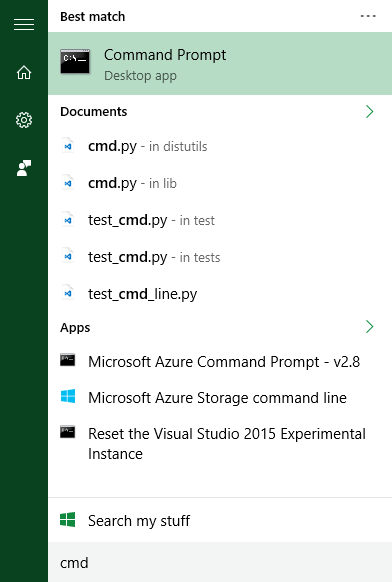 Best match
Command Prompt
Desktop app
Documents
cmd.py - in distutils
cmd.py - in lib
test_cmd.py - in test
test_cmd.py - in tests
test_cmd_line.py
Apps
Microsoft Azure Command Prompt - v2.8
Microsoft Azure Storage command line
Reset the Visual Studio 2015 Experimental
Instance
Search my stuff
cmd